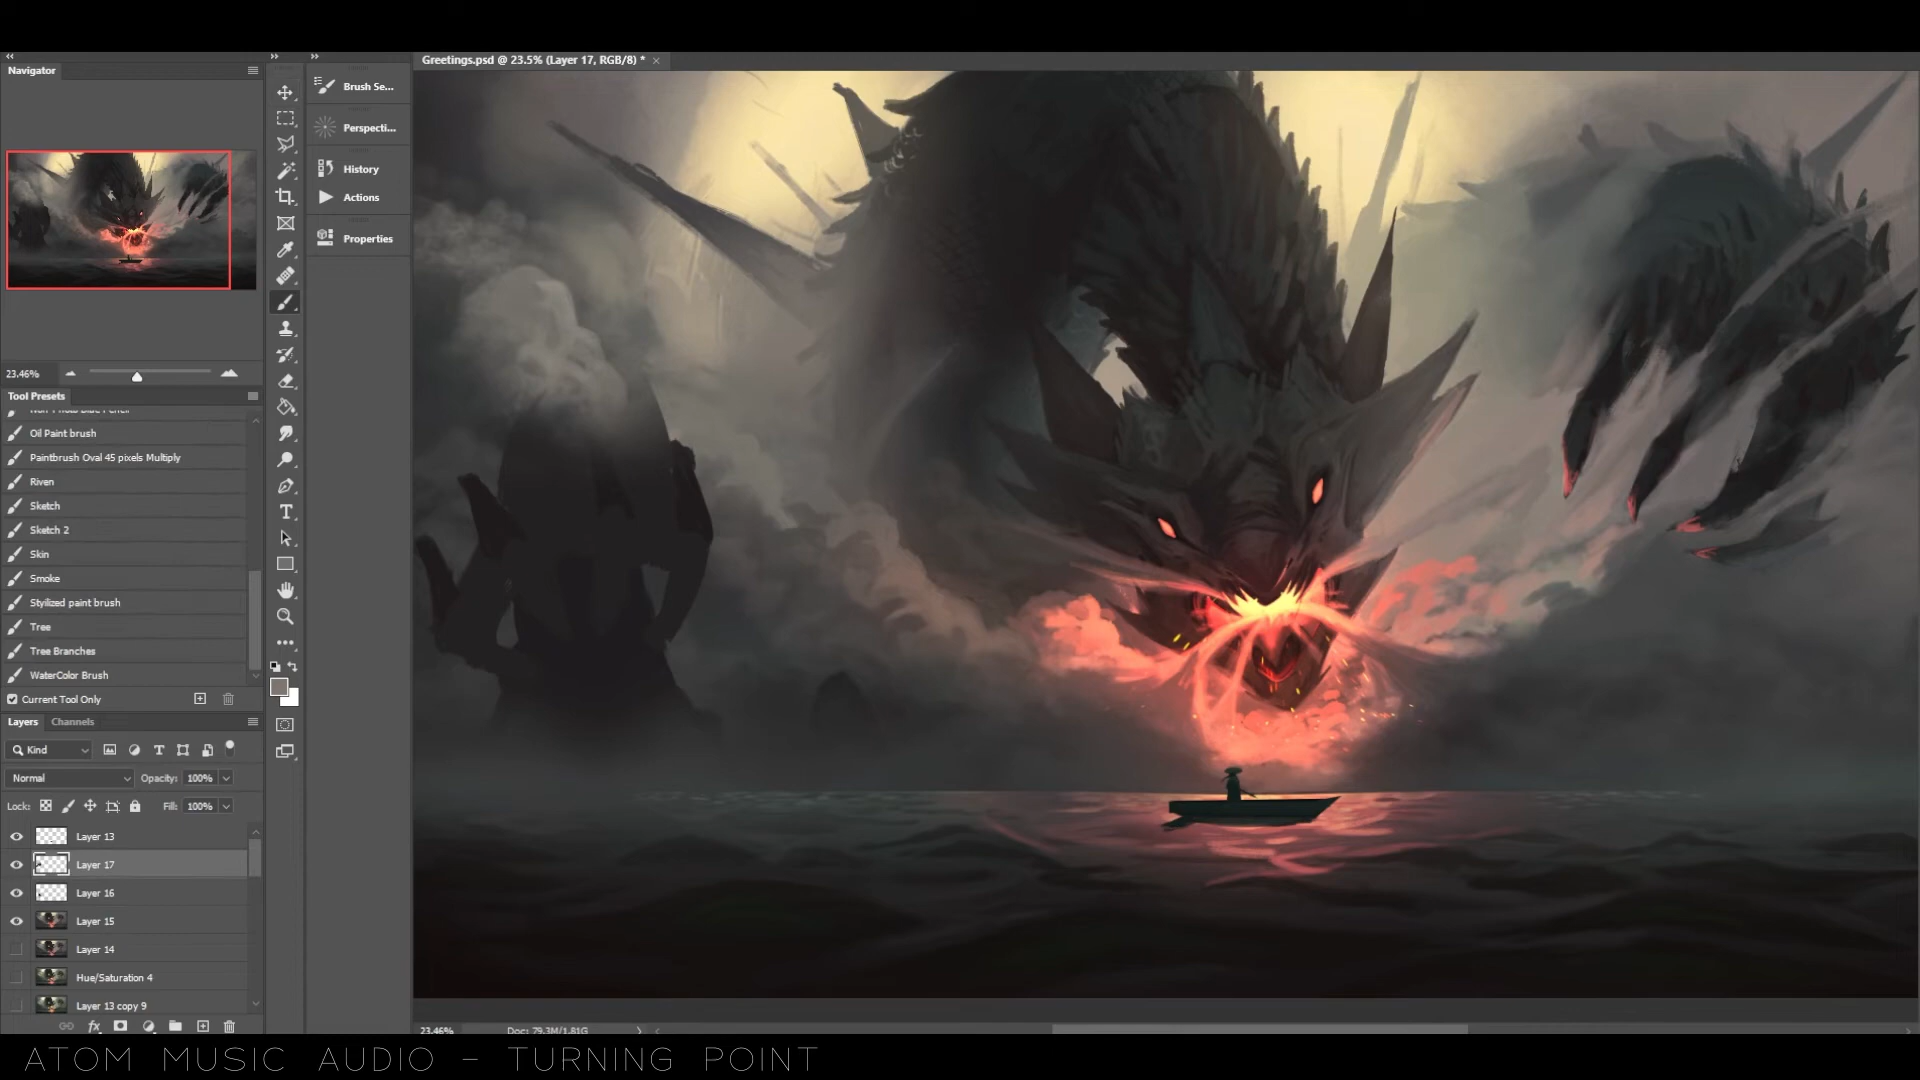 Greetings.psd @ 23.5% (Layer 17, RGB/8) *
Navigator
Brush Se...
Perspecti...
History
Actions
Properties
23.46%
Tool Presets
Oil Paint brush
Paintbrush Oval 45 pixels Multiply
Riven
Sketch
Sketch 2
Skin
Smoke
Styilized paint brush
Tree
Tree Branches
WaterColor Brush
Current Tool Only
Layers Channels
Kind
Normal Opacity: 100%
Lock: Fill: 100%
Layer 13
Layer 17
Layer 16
Layer 15
Layer 14
Hue/Saturation 4
Layer 13 copy 9
fx
23.46% Doc: 79.3M/1.81G
ATOM MUSIC AUDIO - TURNING POINT